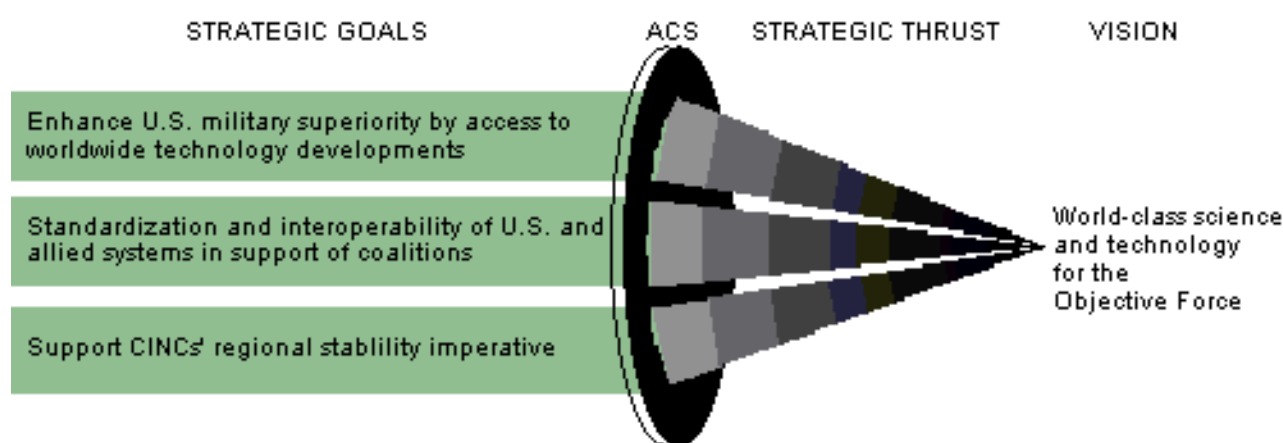 STRATEGIC GOALS ACS STRATEGIC THRUST VISION
Enhance U.S. military superiority by access to
worldwide technology developments
Standardization and interoperability of U.S. and
allied systems in support of coalitions
Support CINCs' regional stablility imperative
World-class science
and technology
for the
Objective Force